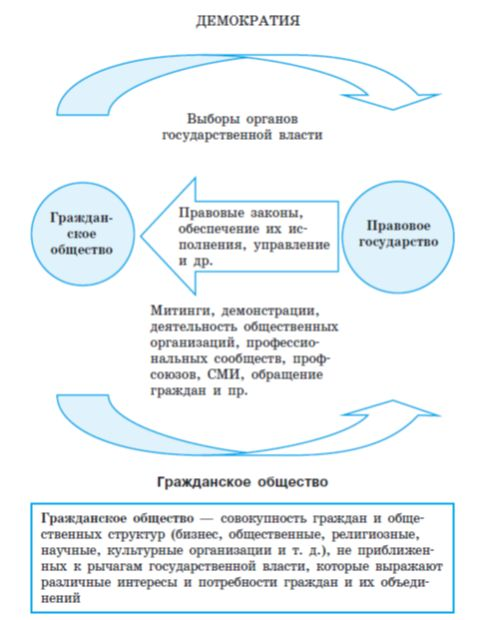 ДЕМОКРАТИЯ
Выборы органов
государственной власти
Граждан-
ское
общество
Правовые законы,
обеспечение их ис-
полнения, управление
и др.
Правовое
государство
Митинги, демонстрации,
деятельность общественных
организаций, профессио-
нальных сообществ, проф-
союзов, СМИ, обращение
граждан и пр.
Гражданское общество
Гражданское общество — совокупность граждан и обще-
ственных структур (бизнес, общественные, религиозные,
научные, культурные организации и т. д.), не приближен-
ных к рычагам государственной власти, которые выражают
различные интересы и потребности граждан и их объеди-
нений